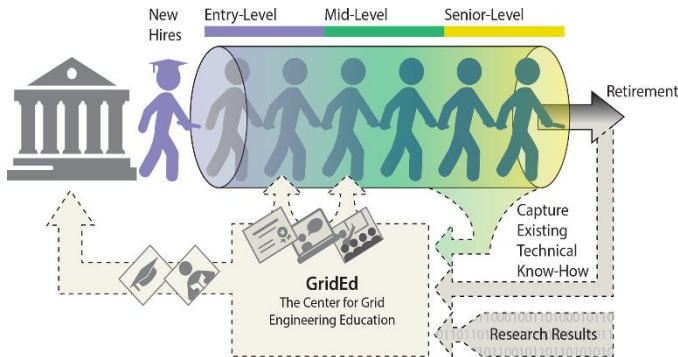 New
Hires
Entry-Level
Mid-Level
Senior-Level
Retirement
Capture
Existing
Technical
Know-How
GridEd
The Center for Grid
Engineering Education
Research Results